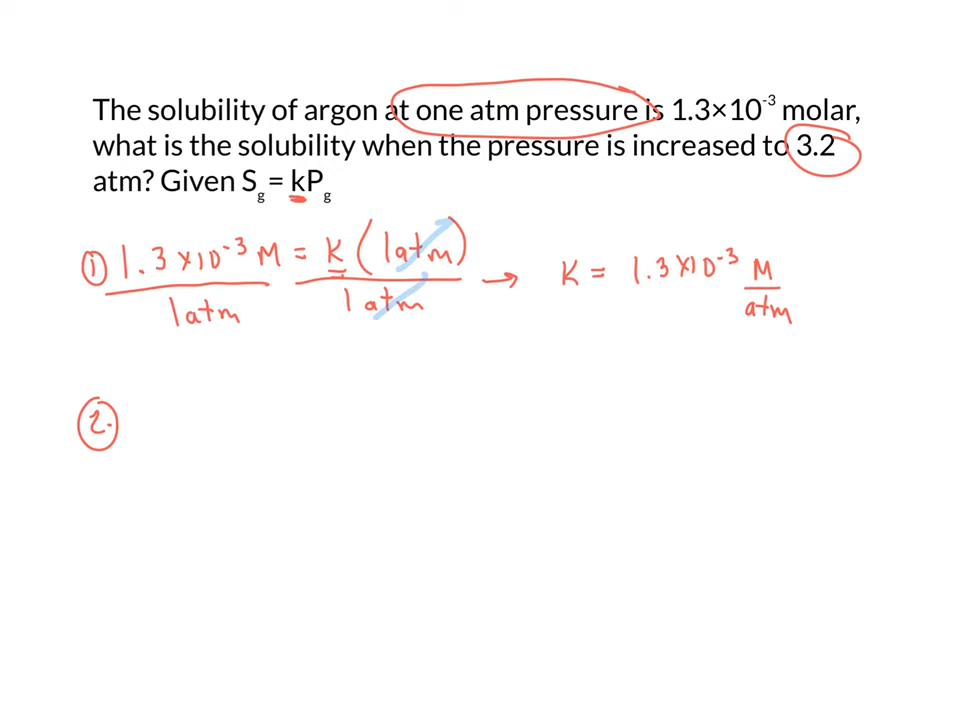 The solubility of argon at one atm pressure is 1.3×10⁻³ molar,
what is the solubility when the pressure is increased to 3.2
atm? Given S_g = kP_g
① 1.3 ×10⁻³ M = K (1atm) → K = 1.3 ×10⁻³ M
1atm 1atm atm
②.